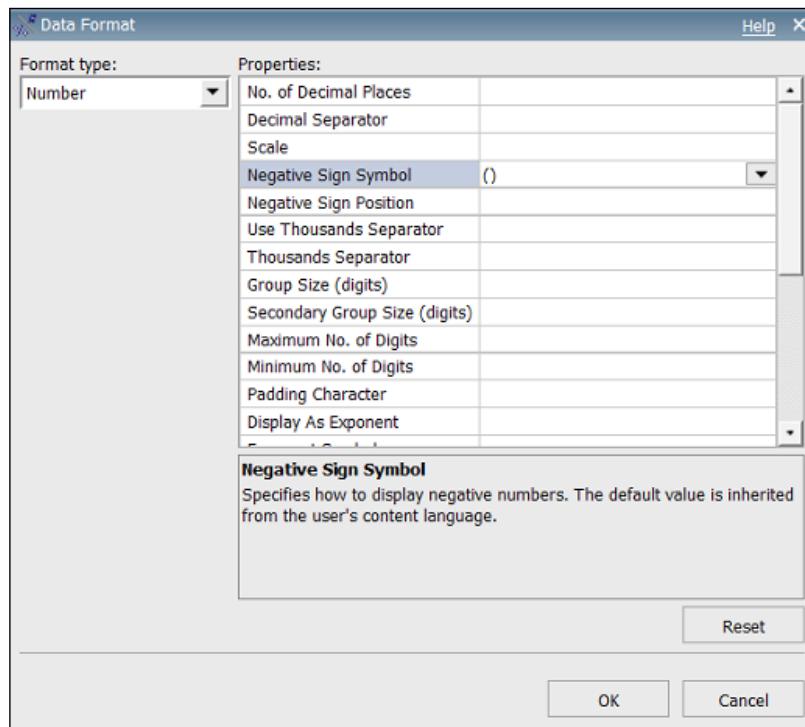 Data Format
Help
Format type:
Number
Properties:
No. of Decimal Places
Decimal Separator
Scale
Negative Sign Symbol ()
Negative Sign Position
Use Thousands Separator
Thousands Separator
Group Size (digits)
Secondary Group Size (digits)
Maximum No. of Digits
Minimum No. of Digits
Padding Character
Display As Exponent
Negative Sign Symbol
Specifies how to display negative numbers. The default value is inherited
from the user's content language.
Reset
OK
Cancel